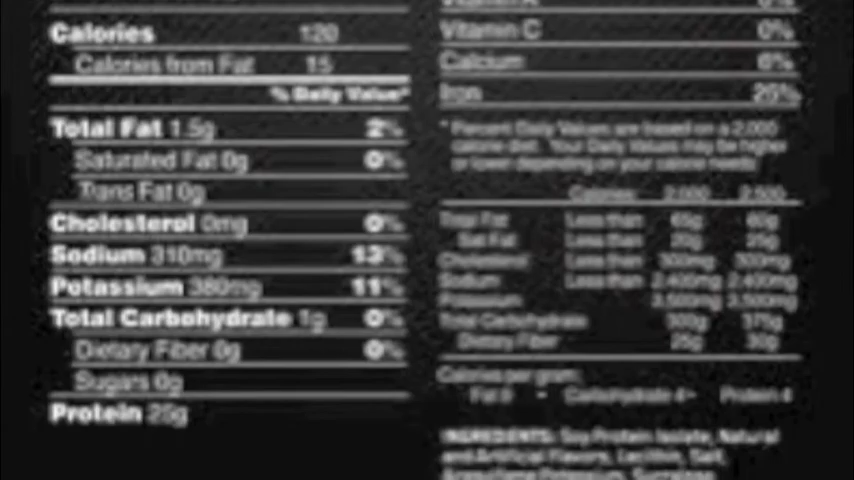 Calories 120
Calories from Fat 15
% Daily Value*
Total Fat 1.5g 2%
Saturated Fat 0g 0%
Trans Fat 0g
Cholesterol 0mg 0%
Sodium 310mg 13%
Potassium 380mg 11%
Total Carbohydrate 1g 0%
Dietary Fiber 0g 0%
Sugars 0g
Protein 25g
Vitamin A 0%
Vitamin C 0%
Calcium 6%
Iron 25%
* Percent Daily Values are based on a 2,000
calorie diet. Your Daily Values may be higher
or lower depending on your calorie needs
Calories: 2,000 2,500
Total Fat Less than 65g 80g
Sat Fat Less than 20g 25g
Cholesterol Less than 300mg 300mg
Sodium Less than 2,400mg 2,400mg
Potassium 3,500mg 3,500mg
Total Carbohydrate 300g 375g
Dietary Fiber 25g 30g
Calories per gram:
Fat 9 • Carbohydrate 4 • Protein 4
INGREDIENTS: Soy Protein Isolate, Natural
and Artificial Flavors, Lecithin, Salt,
Acesulfame Potassium, Sucralose